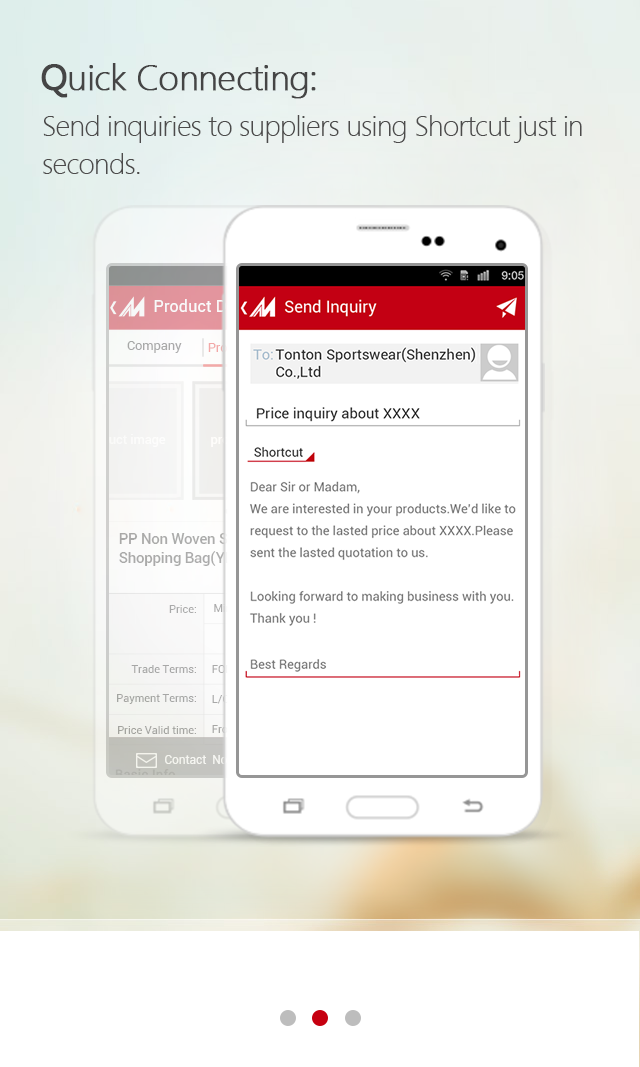 Quick Connecting:
Send inquiries to suppliers using Shortcut just in
seconds.
Product D
Company
ct image
pr
PP Non Woven S
Shopping Bag(Y
Price: M
Trade Terms: FO
Payment Terms: L/
Price Valid time: Fr
Contact No
Basic Info
9:05
Send Inquiry
To: Tonton Sportswear(Shenzhen)
Co.,Ltd
Price inquiry about XXXX
Shortcut
Dear Sir or Madam,
We are interested in your products.We'd like to
request to the lasted price about XXXX.Please
sent the lasted quotation to us.
Looking forward to making business with you.
Thank you !
Best Regards